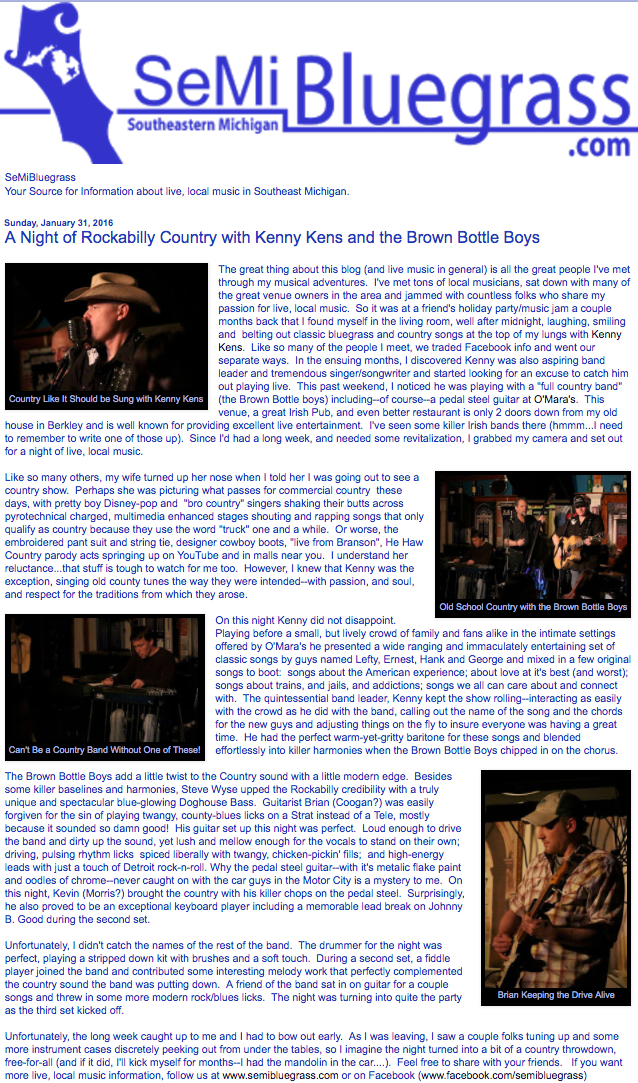 SeMiBluegrass
Southeastern Michigan
.com
SeMiBluegrass
Your Source for Information about live, local music in Southeast Michigan.
Sunday, January 31, 2016
A Night of Rockabilly Country with Kenny Kens and the Brown Bottle Boys
The great thing about this blog (and live music in general) is all the great people I've met
through my musical adventures.  I've met tons of local musicians, sat down with many of
the great venue owners in the area and jammed with countless folks who share my
passion for live, local music.  So it was at a friend's holiday party/music jam a couple
months back that I found myself in the living room, well after midnight, laughing, smiling
and  belting out classic bluegrass and country songs at the top of my lungs with Kenny
Kens.  Like so many of the people I meet, we traded Facebook info and went our
separate ways.  In the ensuing months, I discovered Kenny was also aspiring band
leader and tremendous singer/songwriter and started looking for an excuse to catch him
out playing live.  This past weekend, I noticed he was playing with a "full country band"
(the Brown Bottle boys) including--of course--a pedal steel guitar at O'Mara's.  This
venue, a great Irish Pub, and even better restaurant is only 2 doors down from my old
house in Berkley and is well known for providing excellent live entertainment.  I've seen some killer Irish bands there (hmmm...I need
to remember to write one of those up).  Since I'd had a long week, and needed some revitalization, I grabbed my camera and set out
for a night of live, local music.
Country Like It Should be Sung with Kenny Kens
Like so many others, my wife turned up her nose when I told her I was going out to see a
country show.  Perhaps she was picturing what passes for commercial country  these
days, with pretty boy Disney-pop and  "bro country" singers shaking their butts across
pyrotechnical charged, multimedia enhanced stages shouting and rapping songs that only
qualify as country because they use the word "truck" one and a while.  Or worse, the
embroidered pant suit and string tie, designer cowboy boots, "live from Branson", He Haw
Country parody acts springing up on YouTube and in malls near you.  I understand her
reluctance...that stuff is tough to watch for me too.  However, I knew that Kenny was the
exception, singing old county tunes the way they were intended--with passion, and soul,
and respect for the traditions from which they arose.
Old School Country with the Brown Bottle Boys
On this night Kenny did not disappoint.
Playing before a small, but lively crowd of family and fans alike in the intimate settings
offered by O'Mara's he presented a wide ranging and immaculately entertaining set of
classic songs by guys named Lefty, Ernest, Hank and George and mixed in a few original
songs to boot:  songs about the American experience; about love at it's best (and worst);
songs about trains, and jails, and addictions; songs we all can care about and connect
with.  The quintessential band leader, Kenny kept the show rolling--interacting as easily
with the crowd as he did with the band, calling out the name of the song and the chords
for the new guys and adjusting things on the fly to insure everyone was having a great
time.  He had the perfect warm-yet-gritty baritone for these songs and blended
effortlessly into killer harmonies when the Brown Bottle Boys chipped in on the chorus.
Can't Be a Country Band Without One of These!
The Brown Bottle Boys add a little twist to the Country sound with a little modern edge.  Besides
some killer baselines and harmonies, Steve Wyse upped the Rockabilly credibility with a truly
unique and spectacular blue-glowing Doghouse Bass.  Guitarist Brian (Coogan?) was easily
forgiven for the sin of playing twangy, county-blues licks on a Strat instead of a Tele, mostly
because it sounded so damn good!  His guitar set up this night was perfect.  Loud enough to drive
the band and dirty up the sound, yet lush and mellow enough for the vocals to stand on their own;
driving, pulsing rhythm licks  spiced liberally with twangy, chicken-pickin' fills;  and high-energy
leads with just a touch of Detroit rock-n-roll. Why the pedal steel guitar--with it's metalic flake paint
and oodles of chrome--never caught on with the car guys in the Motor City is a mystery to me.  On
this night, Kevin (Morris?) brought the country with his killer chops on the pedal steel.  Surprisingly,
he also proved to be an exceptional keyboard player including a memorable lead break on Johnny
B. Good during the second set.
Unfortunately, I didn't catch the names of the rest of the band.  The drummer for the night was
perfect, playing a stripped down kit with brushes and a soft touch.  During a second set, a fiddle
player joined the band and contributed some interesting melody work that perfectly complemented
the country sound the band was putting down.  A friend of the band sat in on guitar for a couple
songs and threw in some more modern rock/blues licks.  The night was turning into quite the party
as the third set kicked off.
Brian Keeping the Drive Alive
Unfortunately, the long week caught up to me and I had to bow out early.  As I was leaving, I saw a couple folks tuning up and some
more instrument cases discretely peeking out from under the tables, so I imagine the night turned into a bit of a country throwdown,
free-for-all (and if it did, I'll kick myself for months--I had the mandolin in the car....).  Feel free to share with your friends.   If you want
more live, local music information, follow us at www.semibluegrass.com or on Facebook (www.facebook.com/semibluegrass)